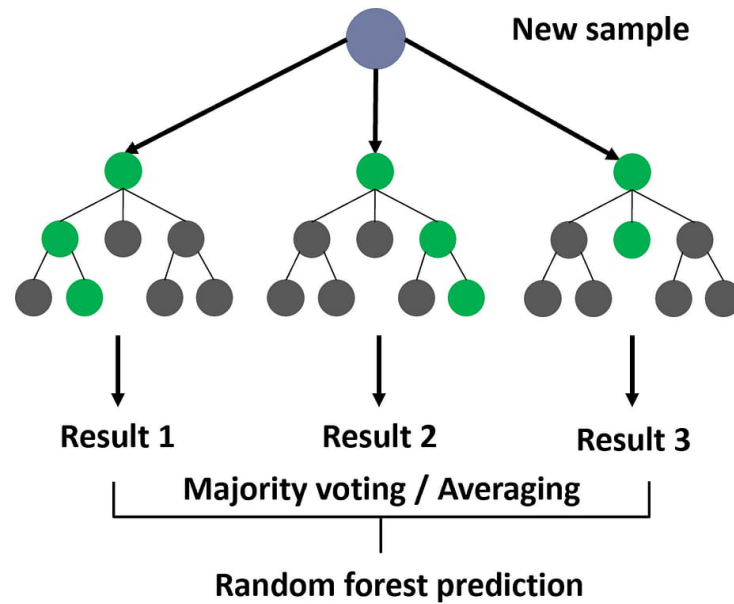 New sample
Result 1
Result 2
Result 3
Majority voting / Averaging
Random forest prediction